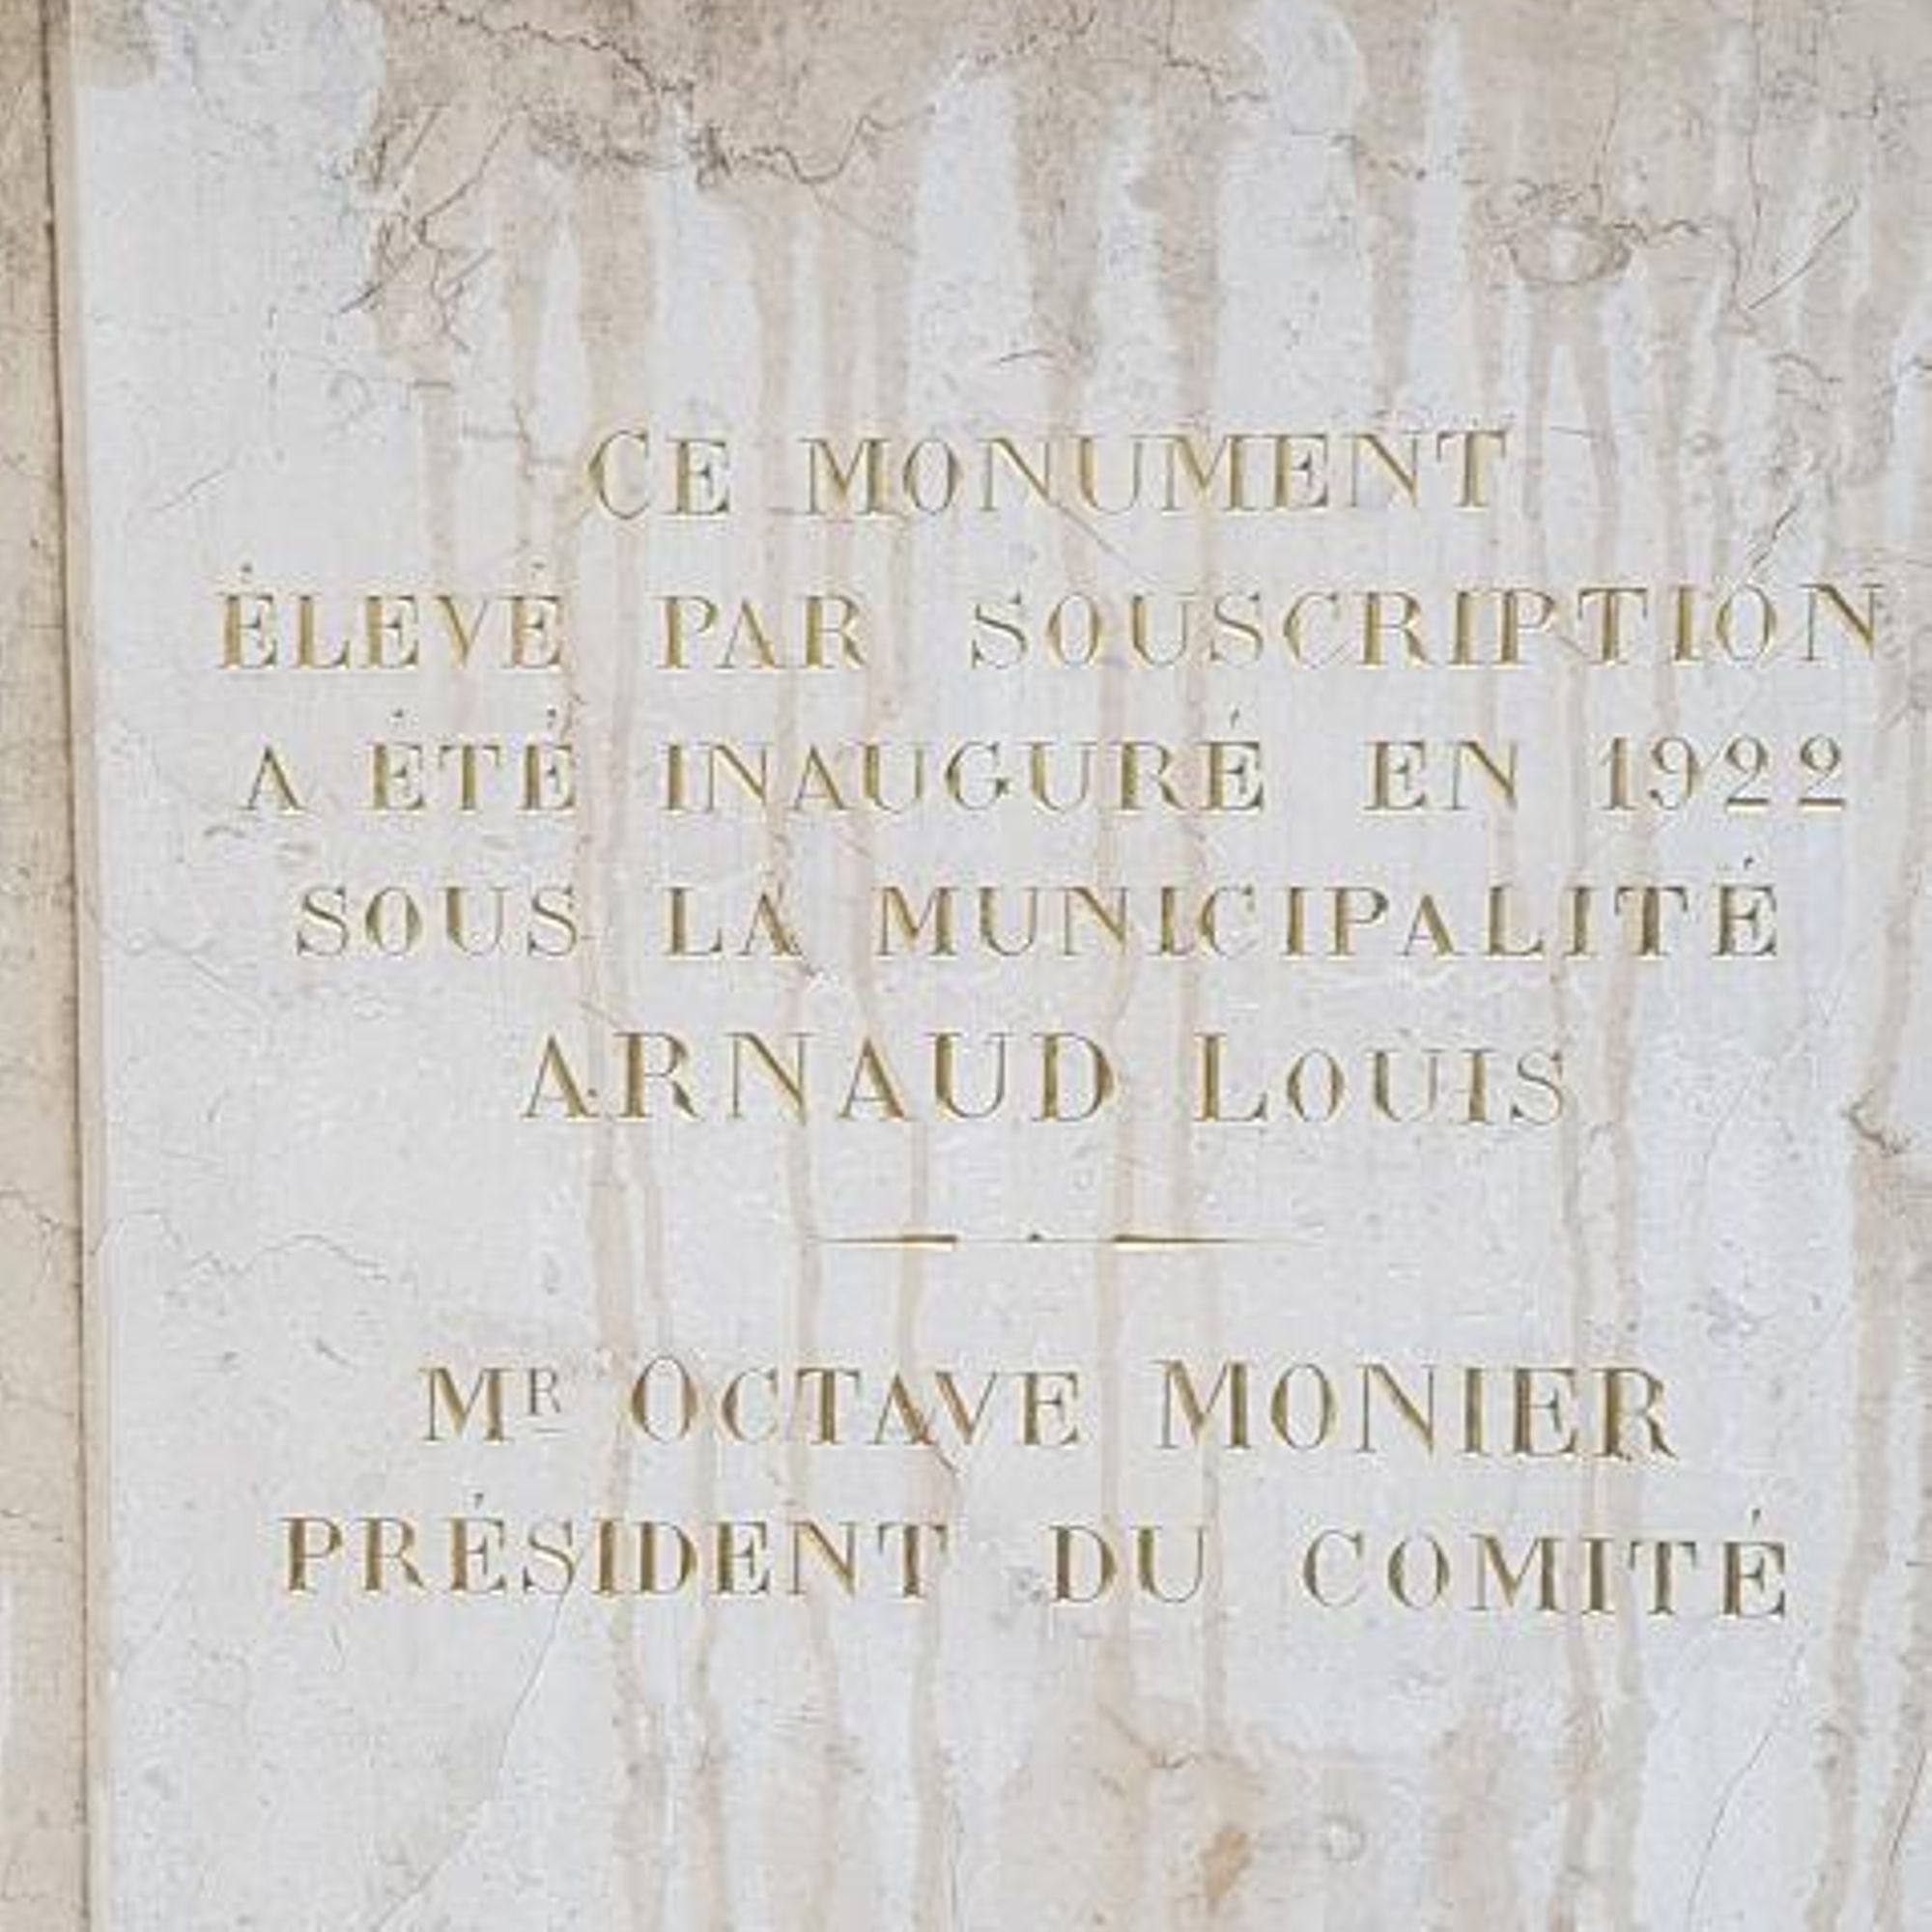 CE MONUMENT
ÉLEVÉ PAR SOUSCRIPTION
A ÉTÉ INAUGURÉ EN 1922
SOUS LA MUNICIPALITÉ
ARNAUD LOUIS
MR OCTAVE MONIER
PRÉSIDENT DU COMITÉ